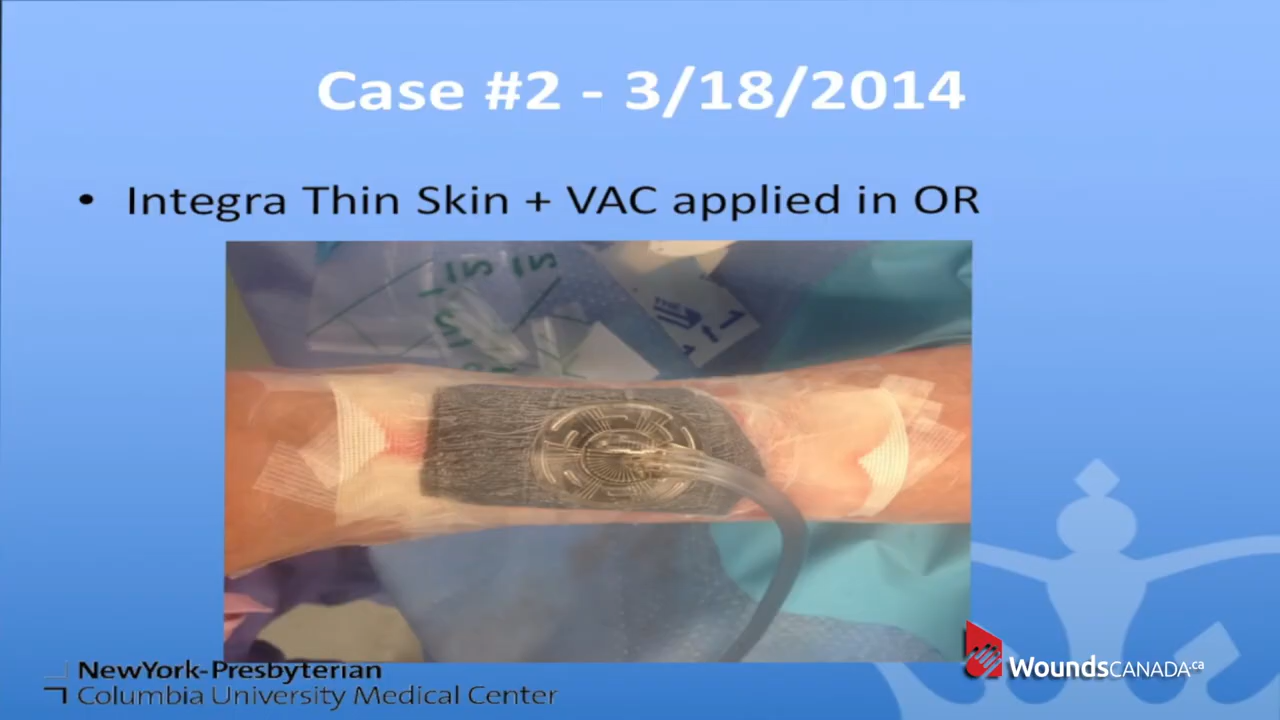 Case #2 - 3/18/2014
• Integra Thin Skin + VAC applied in OR
NewYork-Presbyterian
Columbia University Medical Center
WoundsCANADA.ca